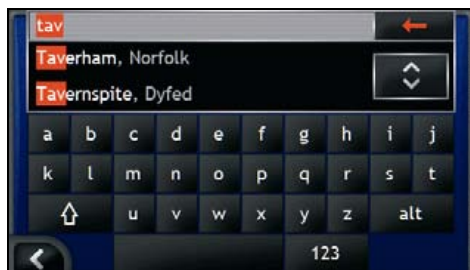 tav
Taverham, Norfolk
Tavernspite, Dyfed
a b c d e f g h i j
k l m n o p q r s t
u v w x y z alt
123